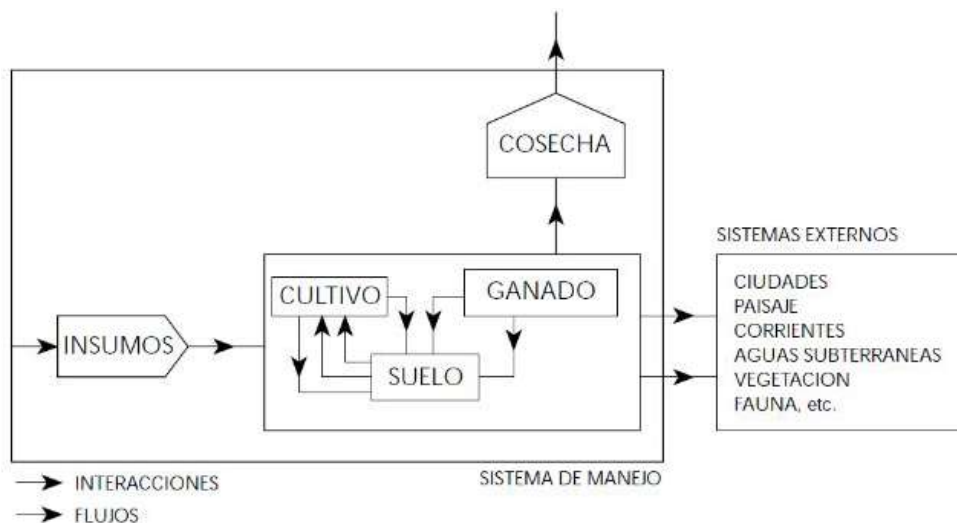 COSECHA
SISTEMAS EXTERNOS
CIUDADES
PAISAJE
CORRIENTES
AGUAS SUBTERRANEAS
VEGETACION
FAUNA, etc.
CULTIVO
GANADO
INSUMOS
SUELO
SISTEMA DE MANEJO
INTERACCIONES
FLUJOS